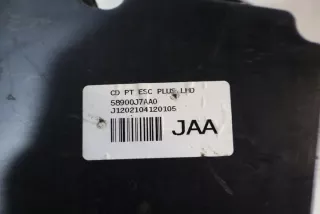 CD PT ESC PLUS LHD
58900J7AA0
J1202104120105
JAA